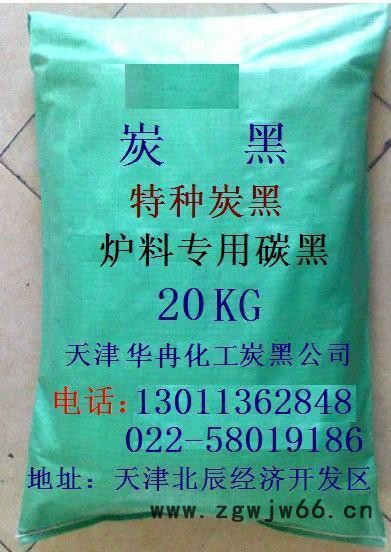 炭 黑
特种炭黑
炉料专用碳黑
20KG
天津华冉化工炭黑公司
电话：13011362848
022-58019186
地址：天津北辰经济开发区
www.zgwjw66.cn